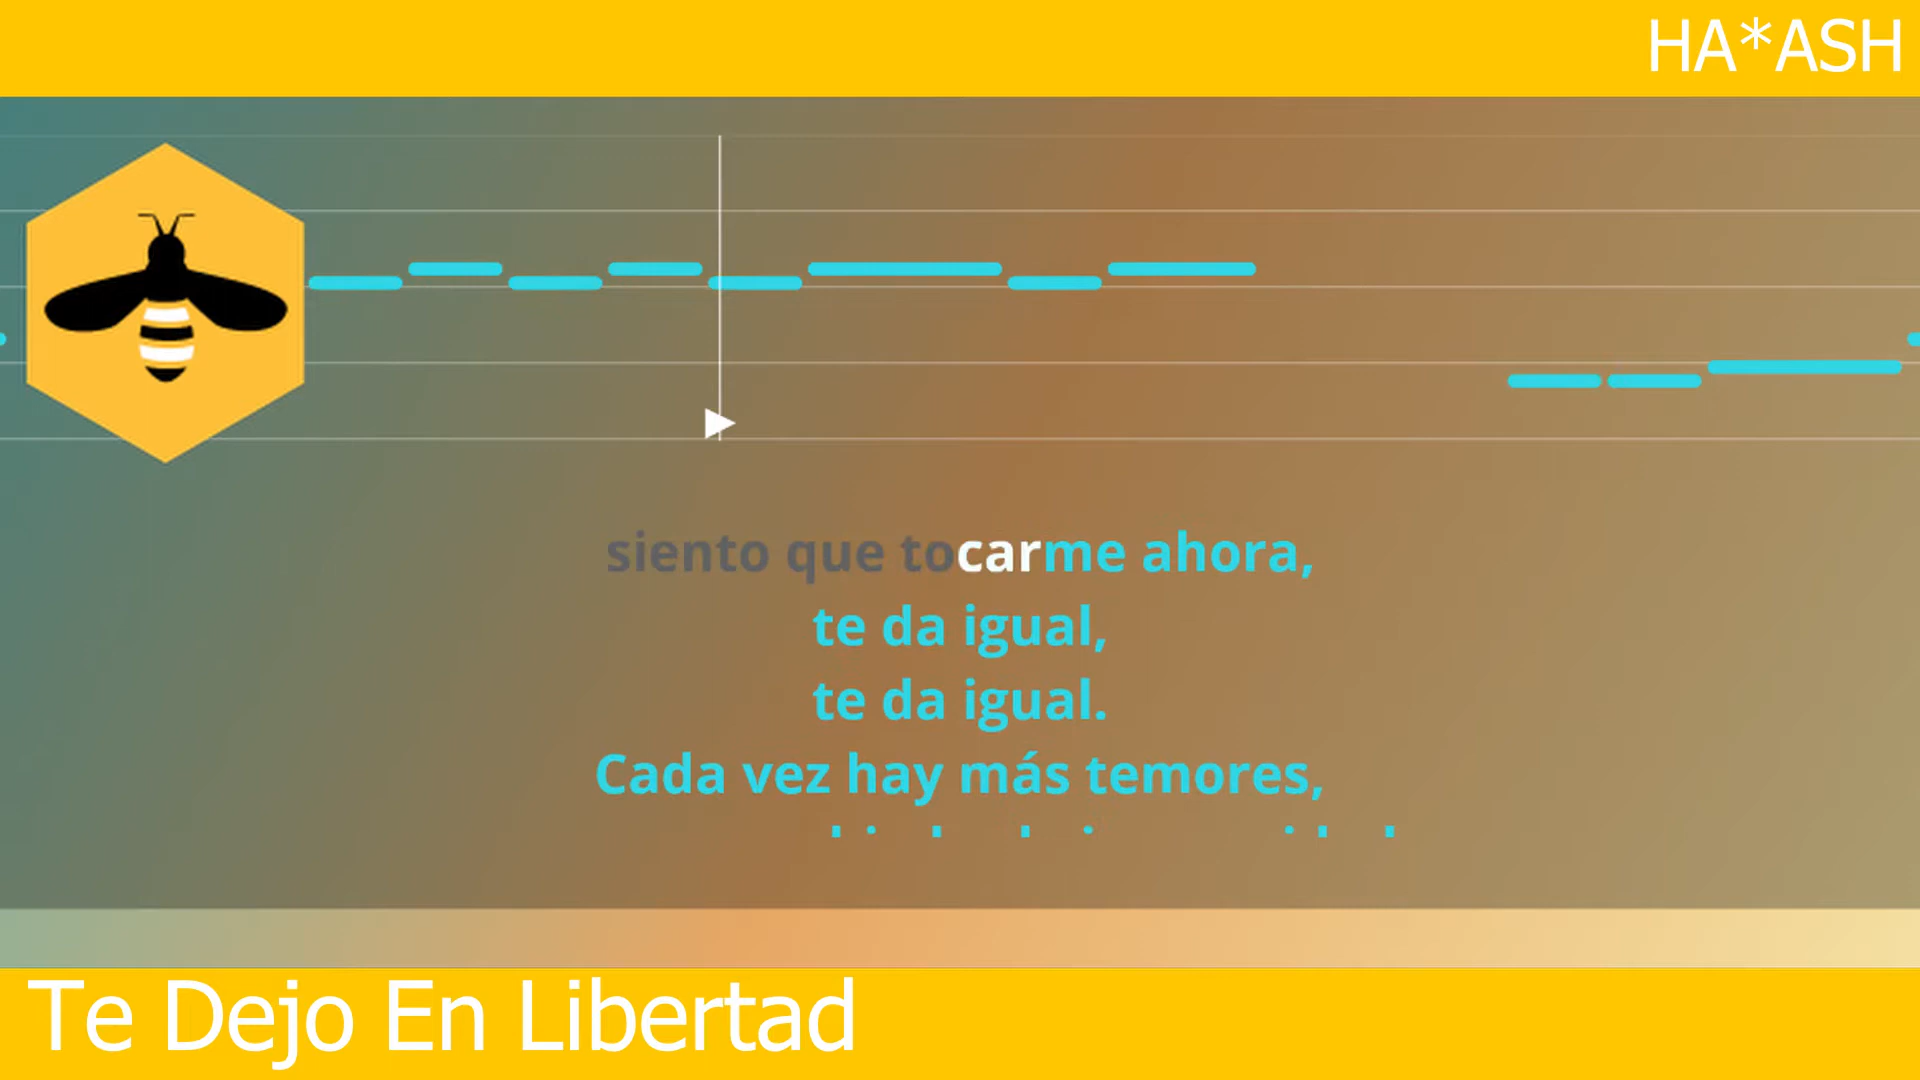 HA*ASH
siento que tocarme ahora,
te da igual,
te da igual.
Cada vez hay más temores,
Te Dejo En Libertad